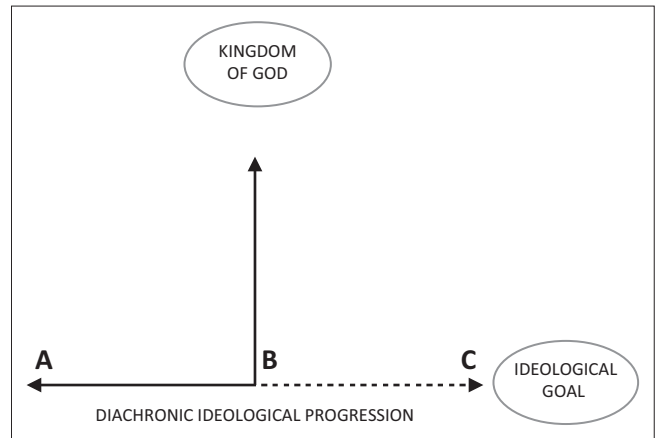 KINGDOM
OF GOD
A
B
C
IDEOLOGICAL
GOAL
DIACHRONIC IDEOLOGICAL PROGRESSION